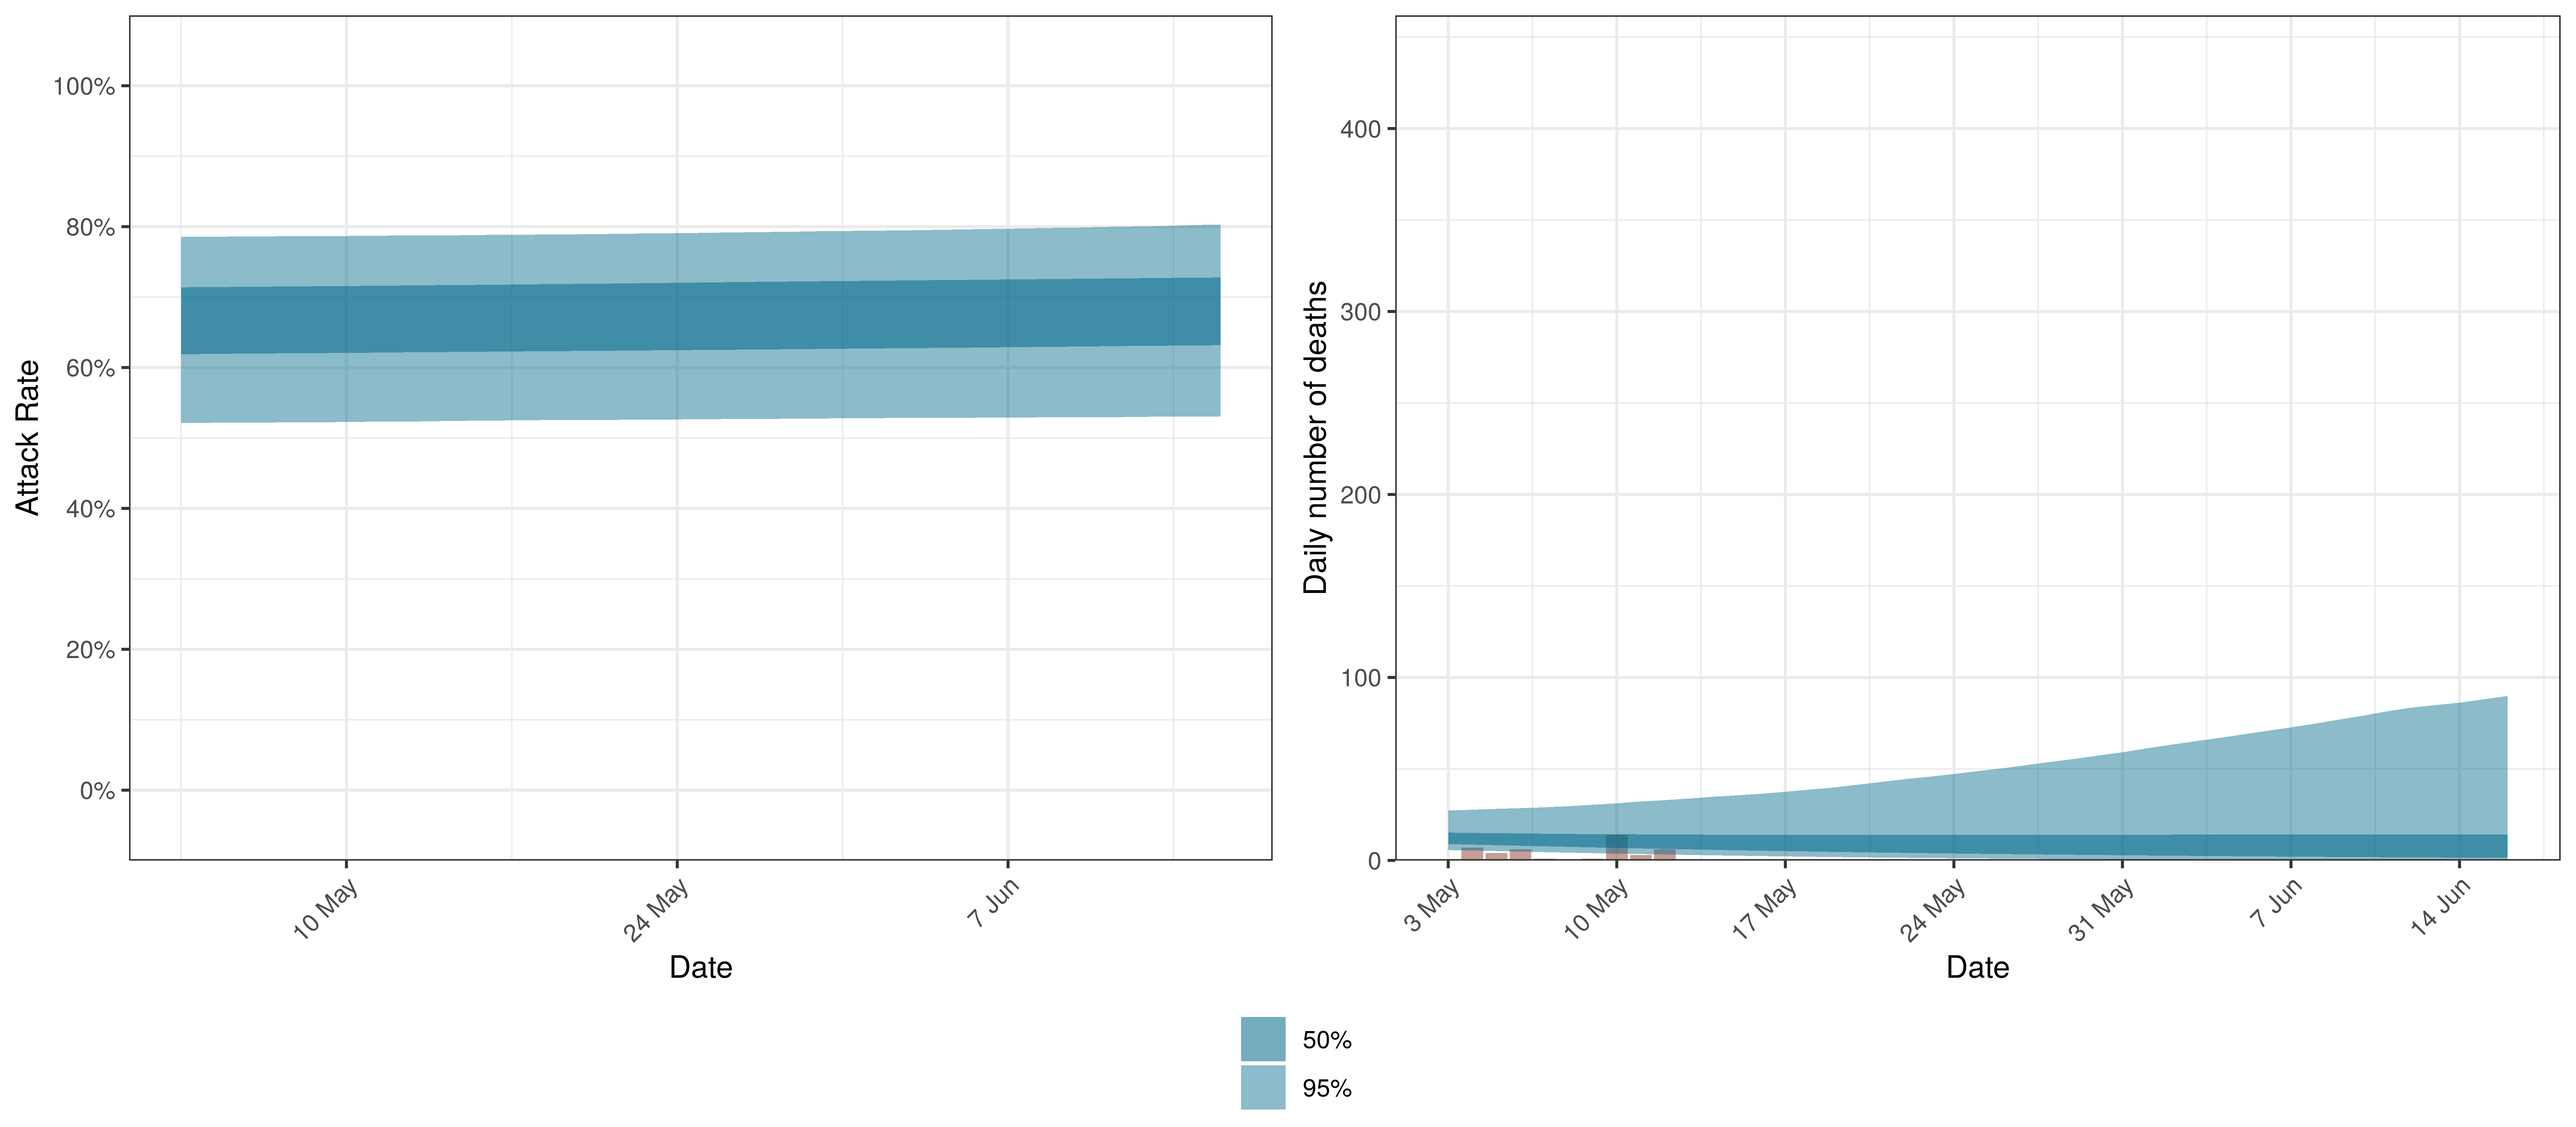 Attack Rate
100%
80%
60%
40%
20%
0%
10 May
24 May
7 Jun
Date
Daily number of deaths
400
300
200
100
0
3 May
10 May
17 May
24 May
31 May
7 Jun
14 Jun
Date
50%
95%